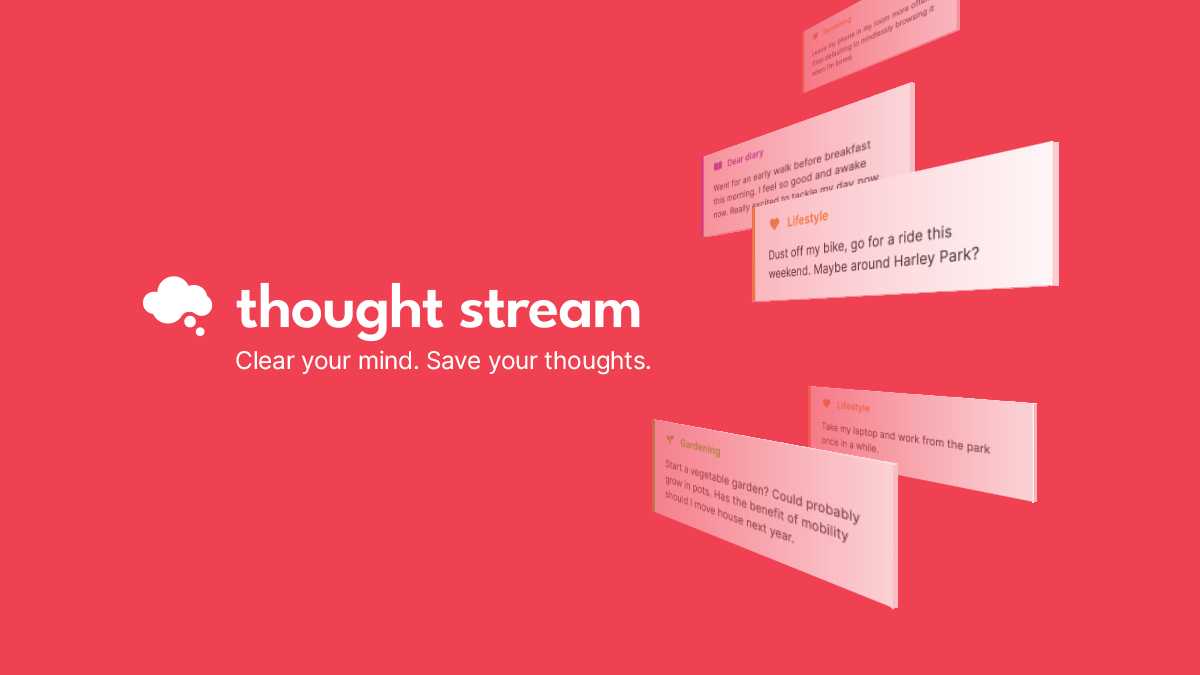 Gardening
Leave my phone in my room more often.
Stop defaulting to mindlessly browsing it
when I'm bored.
Dear diary
Went for an early walk before breakfast
this morning. I feel so good and awake
now. Really excited to tackle my day now.
Lifestyle
Dust off my bike, go for a ride this
weekend. Maybe around Harley Park?
thought stream
Clear your mind. Save your thoughts.
Lifestyle
Take my laptop and work from the park
once in a while.
Gardening
Start a vegetable garden? Could probably
grow in pots. Has the benefit of mobility
should I move house next year.